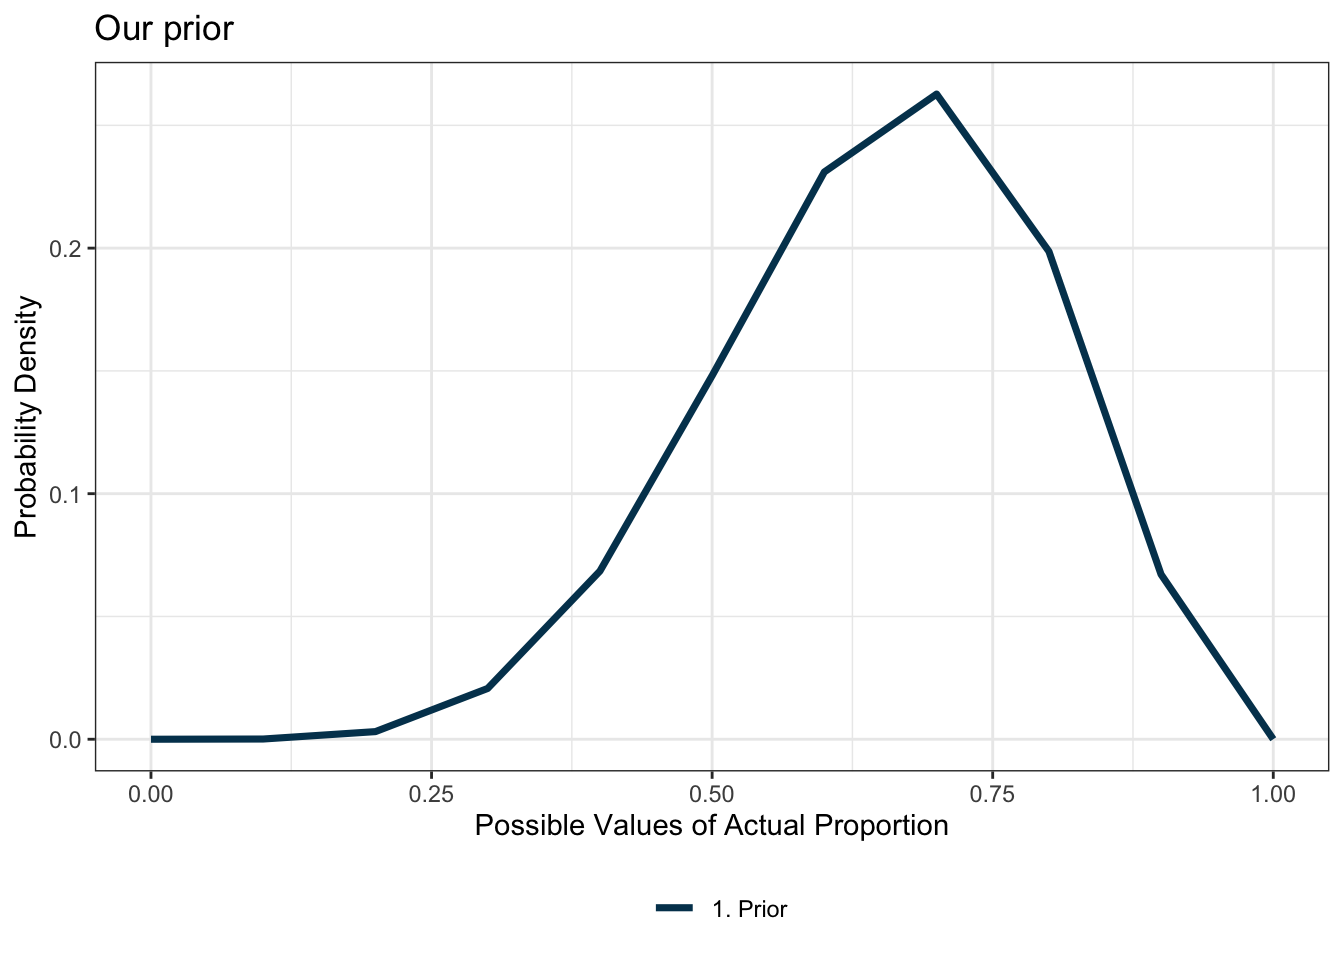 Our prior
Probability Density
0.2
0.1
0.0
0.00 0.25 0.50 0.75 1.00
Possible Values of Actual Proportion
1. Prior